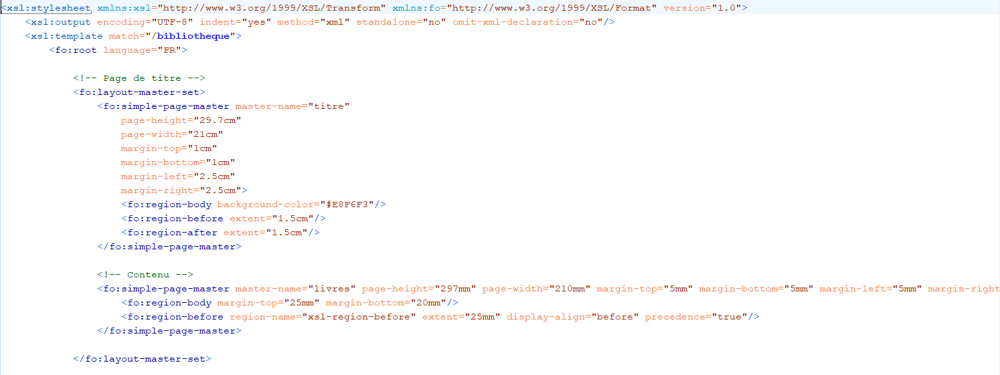 <xsl:stylesheet xmlns:xsl="http://www.w3.org/1999/XSL/Transform" xmlns:fo="http://www.w3.org/1999/XSL/Format" version="1.0">
<xsl:output encoding="UTF-8" indent="yes" method="xml" standalone="no" omit-xml-declaration="no"/>
<xsl:template match="/bibliotheque">
<fo:root language="FR">
<!-- Page de titre -->
<fo:layout-master-set>
<fo:simple-page-master master-name="titre"
page-height="29.7cm"
page-width="21cm"
margin-top="1cm"
margin-bottom="1cm"
margin-left="2.5cm"
margin-right="2.5cm">
<fo:region-body background-color="#E8F6F3"/>
<fo:region-before extent="1.5cm"/>
<fo:region-after extent="1.5cm"/>
</fo:simple-page-master>
<!-- Contenu -->
<fo:simple-page-master master-name="livres" page-height="297mm" page-width="210mm" margin-top="5mm" margin-bottom="5mm" margin-left="5mm" margin-right
<fo:region-body margin-top="25mm" margin-bottom="20mm"/>
<fo:region-before region-name="xsl-region-before" extent="25mm" display-align="before" precedence="true"/>
</fo:simple-page-master>
</fo:layout-master-set>